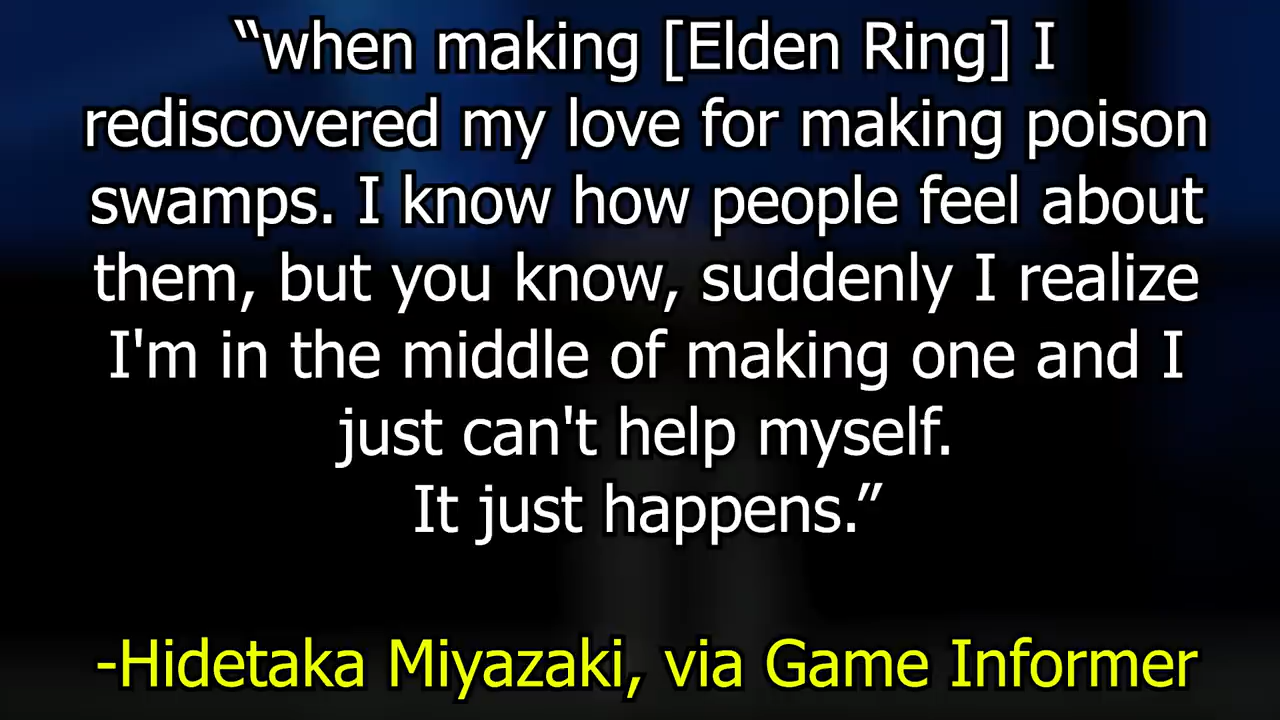 “when making [Elden Ring] I
rediscovered my love for making poison
swamps. I know how people feel about
them, but you know, suddenly I realize
I'm in the middle of making one and I
just can't help myself.
It just happens.”
-Hidetaka Miyazaki, via Game Informer